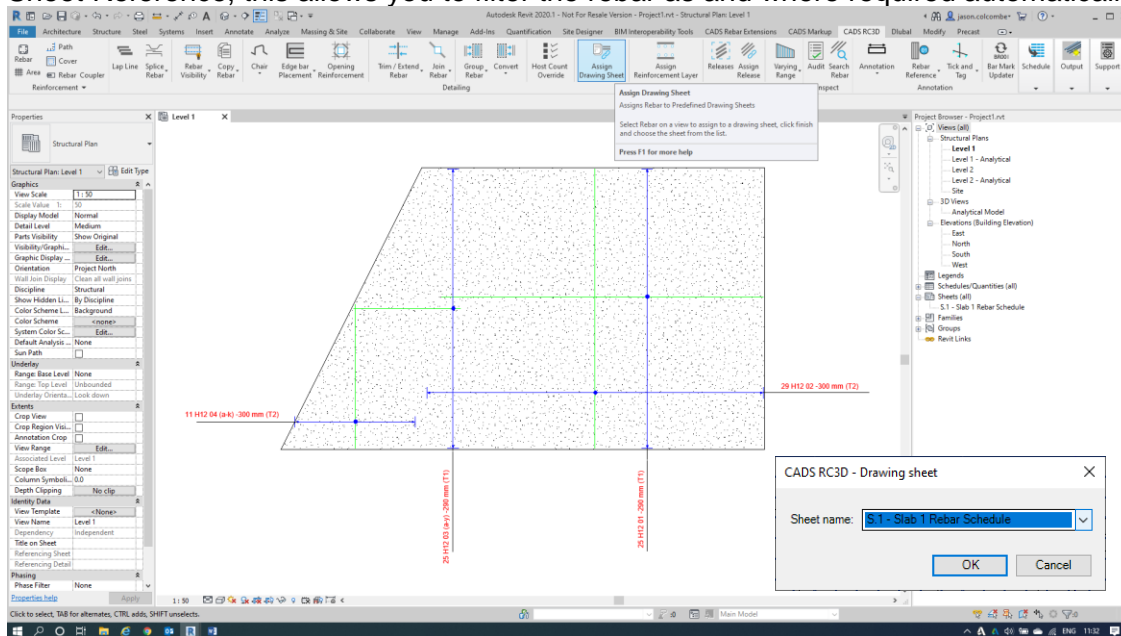 Sheet Reference, this allows you to filter the rebar as and where required automatically
Autodesk Revit 2020.1 - Not For Resale Version - Project1.rvt - Structural Plan: Level 1
jason.colcombe
File Architecture Structure Steel Systems Insert Annotate Analyze Massing & Site Collaborate View Manage Add-Ins Quantification Site Designer BIM Interoperability Tools CADS Rebar Extensions CADS Markup CADS RC3D Dlubal Modify Precast
Rebar
Path
Cover
Area
Rebar Coupler
Lap Line
Splice Rebar
Rebar Visibility
Copy Rebar
Chair
Edge bar Placement
Opening Reinforcement
Trim / Extend Rebar
Join Rebar
Group Rebar
Convert
Host Count Override
Assign Drawing Sheet
Assign Reinforcement Layer
Releases
Assign Release
Varying Range
Audit
Search Rebar
Annotation
Rebar Reference
Tick and Tag
Bar Mark Updater
Schedule
Output
Support
Reinforcement
Detailing
Inspect
Annotation
Assign Drawing Sheet
Assigns Rebar to Predefined Drawing Sheets
Select Rebar on a view to assign to a drawing sheet, click finish
and choose the sheet from the list.
Press F1 for more help
Properties
Level 1
Structural Plan
Structural Plan: Level 1
Edit Type
Graphics
View Scale 1 : 50
Scale Value 1: 50
Display Model Normal
Detail Level Medium
Parts Visibility Show Original
Visibility/Graphi... Edit...
Graphic Display ... Edit...
Orientation Project North
Wall Join Display Clean all wall joins
Discipline Structural
Show Hidden Li... By Discipline
Color Scheme L... Background
Color Scheme <none>
System Color Sc... Edit...
Default Analysis ... None
Sun Path
Underlay
Range: Base Level None
Range: Top Level Unbounded
Underlay Orienta... Look down
Extents
Crop View
Crop Region Visi...
Annotation Crop
View Range Edit...
Associated Level Level 1
Scope Box None
Column Symboli... 0.0
Depth Clipping No clip
Identity Data
View Template <None>
View Name Level 1
Dependency Independent
Title on Sheet
Referencing Sheet
Referencing Detail
Phasing
Phase Filter None
Properties help
Apply
11 H12 04 (a-k) -300 mm (T2)
29 H12 02 -300 mm (T2)
25 H12 03 (a-y) -290 mm (T1)
25 H12 01 -290 mm (T1)
Project Browser - Project1.rvt
Views (all)
Structural Plans
Level 1
Level 1 - Analytical
Level 2
Level 2 - Analytical
Site
3D Views
Analytical Model
Elevations (Building Elevation)
East
North
South
West
Legends
Schedules/Quantities (all)
Sheets (all)
S.1 - Slab 1 Rebar Schedule
Families
Groups
Revit Links
CADS RC3D - Drawing sheet
Sheet name: S.1 - Slab 1 Rebar Schedule
OK
Cancel
1 : 50
Click to select, TAB for alternates, CTRL adds, SHIFT unselects.
:0
Main Model
:0
ENG 11:32